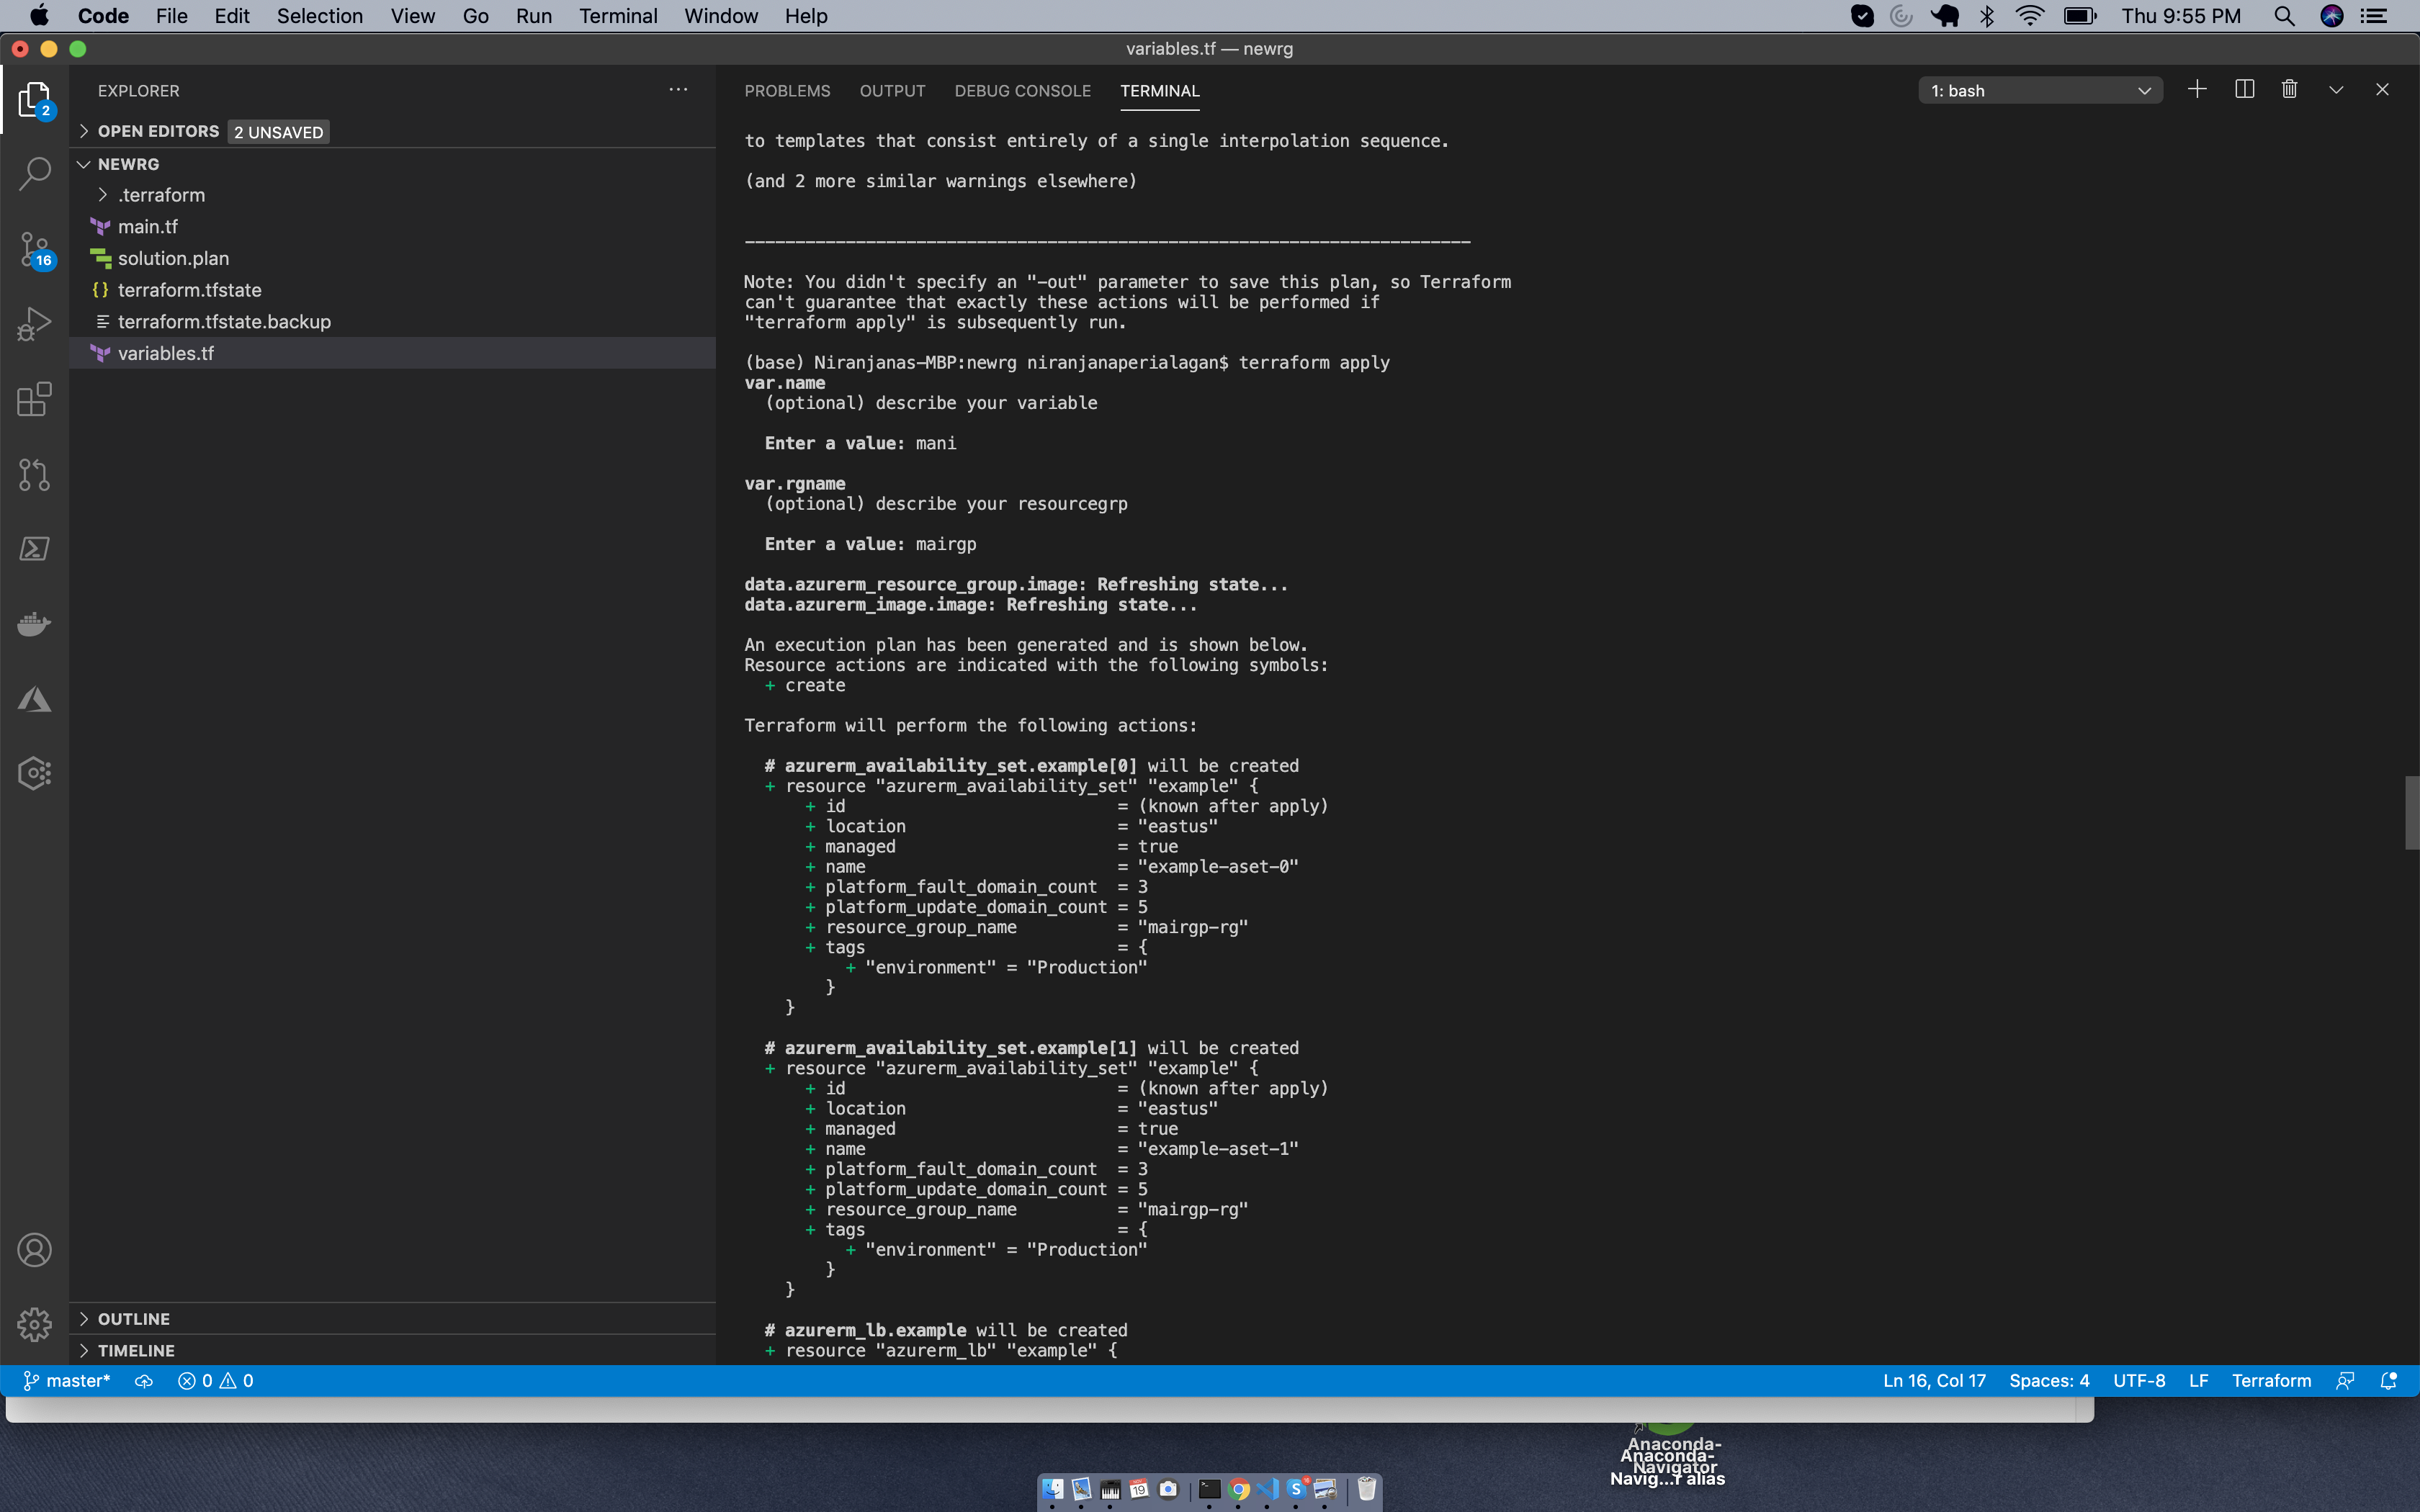 Code File Edit Selection View Go Run Terminal Window Help Thu 9:55 PM
variables.tf — newrg
EXPLORER ...
2
OPEN EDITORS 2 UNSAVED
NEWRG
.terraform
main.tf
solution.plan
{} terraform.tfstate
terraform.tfstate.backup
variables.tf
16
OUTLINE
TIMELINE
PROBLEMS OUTPUT DEBUG CONSOLE TERMINAL 1: bash
to templates that consist entirely of a single interpolation sequence.
(and 2 more similar warnings elsewhere)
------------------------------------------------------------------------
Note: You didn't specify an "-out" parameter to save this plan, so Terraform
can't guarantee that exactly these actions will be performed if
"terraform apply" is subsequently run.
(base) Niranjanas-MBP:newrg niranjanaperialagan$ terraform apply
var.name
(optional) describe your variable
Enter a value: mani
var.rgname
(optional) describe your resourcegrp
Enter a value: mairgp
data.azurerm_resource_group.image: Refreshing state...
data.azurerm_image.image: Refreshing state...
An execution plan has been generated and is shown below.
Resource actions are indicated with the following symbols:
+ create
Terraform will perform the following actions:
# azurerm_availability_set.example[0] will be created
+ resource "azurerm_availability_set" "example" {
+ id = (known after apply)
+ location = "eastus"
+ managed = true
+ name = "example-aset-0"
+ platform_fault_domain_count = 3
+ platform_update_domain_count = 5
+ resource_group_name = "mairgp-rg"
+ tags = {
+ "environment" = "Production"
}
}
# azurerm_availability_set.example[1] will be created
+ resource "azurerm_availability_set" "example" {
+ id = (known after apply)
+ location = "eastus"
+ managed = true
+ name = "example-aset-1"
+ platform_fault_domain_count = 3
+ platform_update_domain_count = 5
+ resource_group_name = "mairgp-rg"
+ tags = {
+ "environment" = "Production"
}
}
# azurerm_lb.example will be created
+ resource "azurerm_lb" "example" {
master* 0 0 Ln 16, Col 17 Spaces: 4 UTF-8 LF Terraform
Anaconda-
Anaconda-
Navigator
Navig...r alias
19